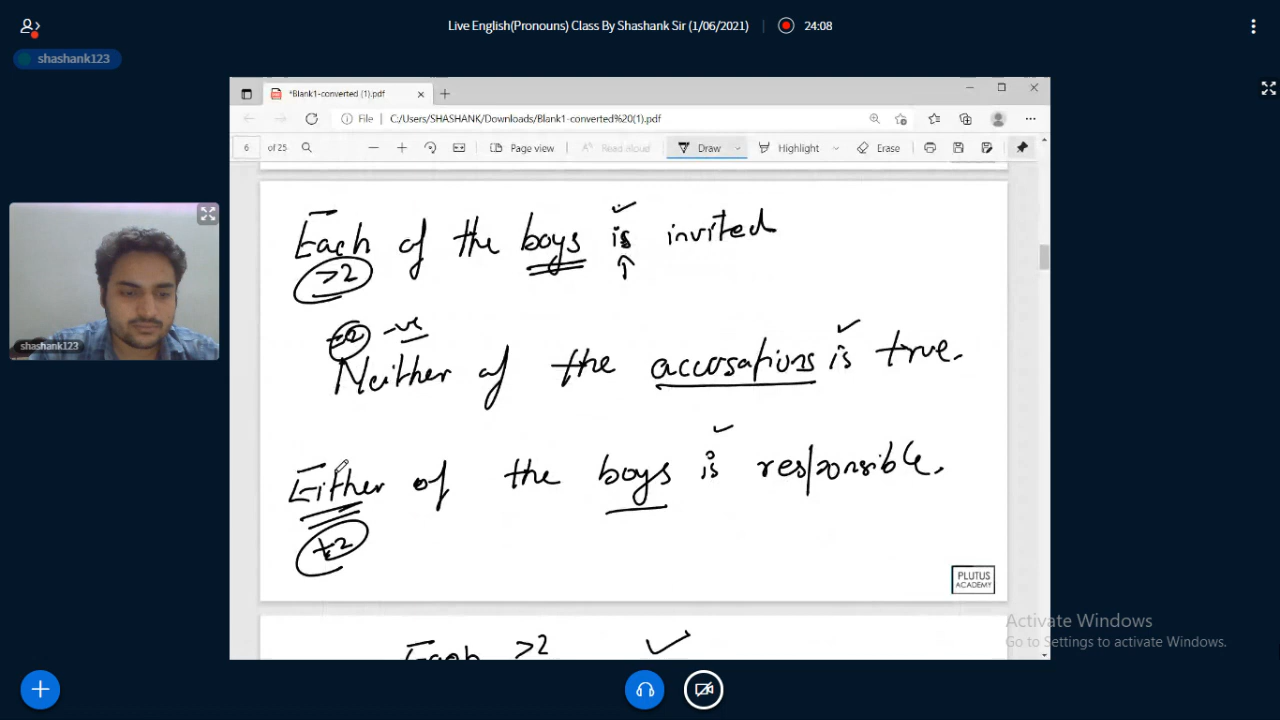 Live English(Pronouns) Class By Shashank Sir (1/06/2021)
24:08
shashank123
*Blank1-converted (1).pdf
File C:/Users/SHASHANK/Downloads/Blank1-converted%20(1).pdf
6 of 25 Page view Read aloud Draw Highlight Erase
Each of the boys is invited
>2
-ve
Neither of the accusations is true.
shashank123
Either of the boys is responsible.
PLUTUS
ACADEMY
Activate Windows
Go to Settings to activate Windows.
Each >2